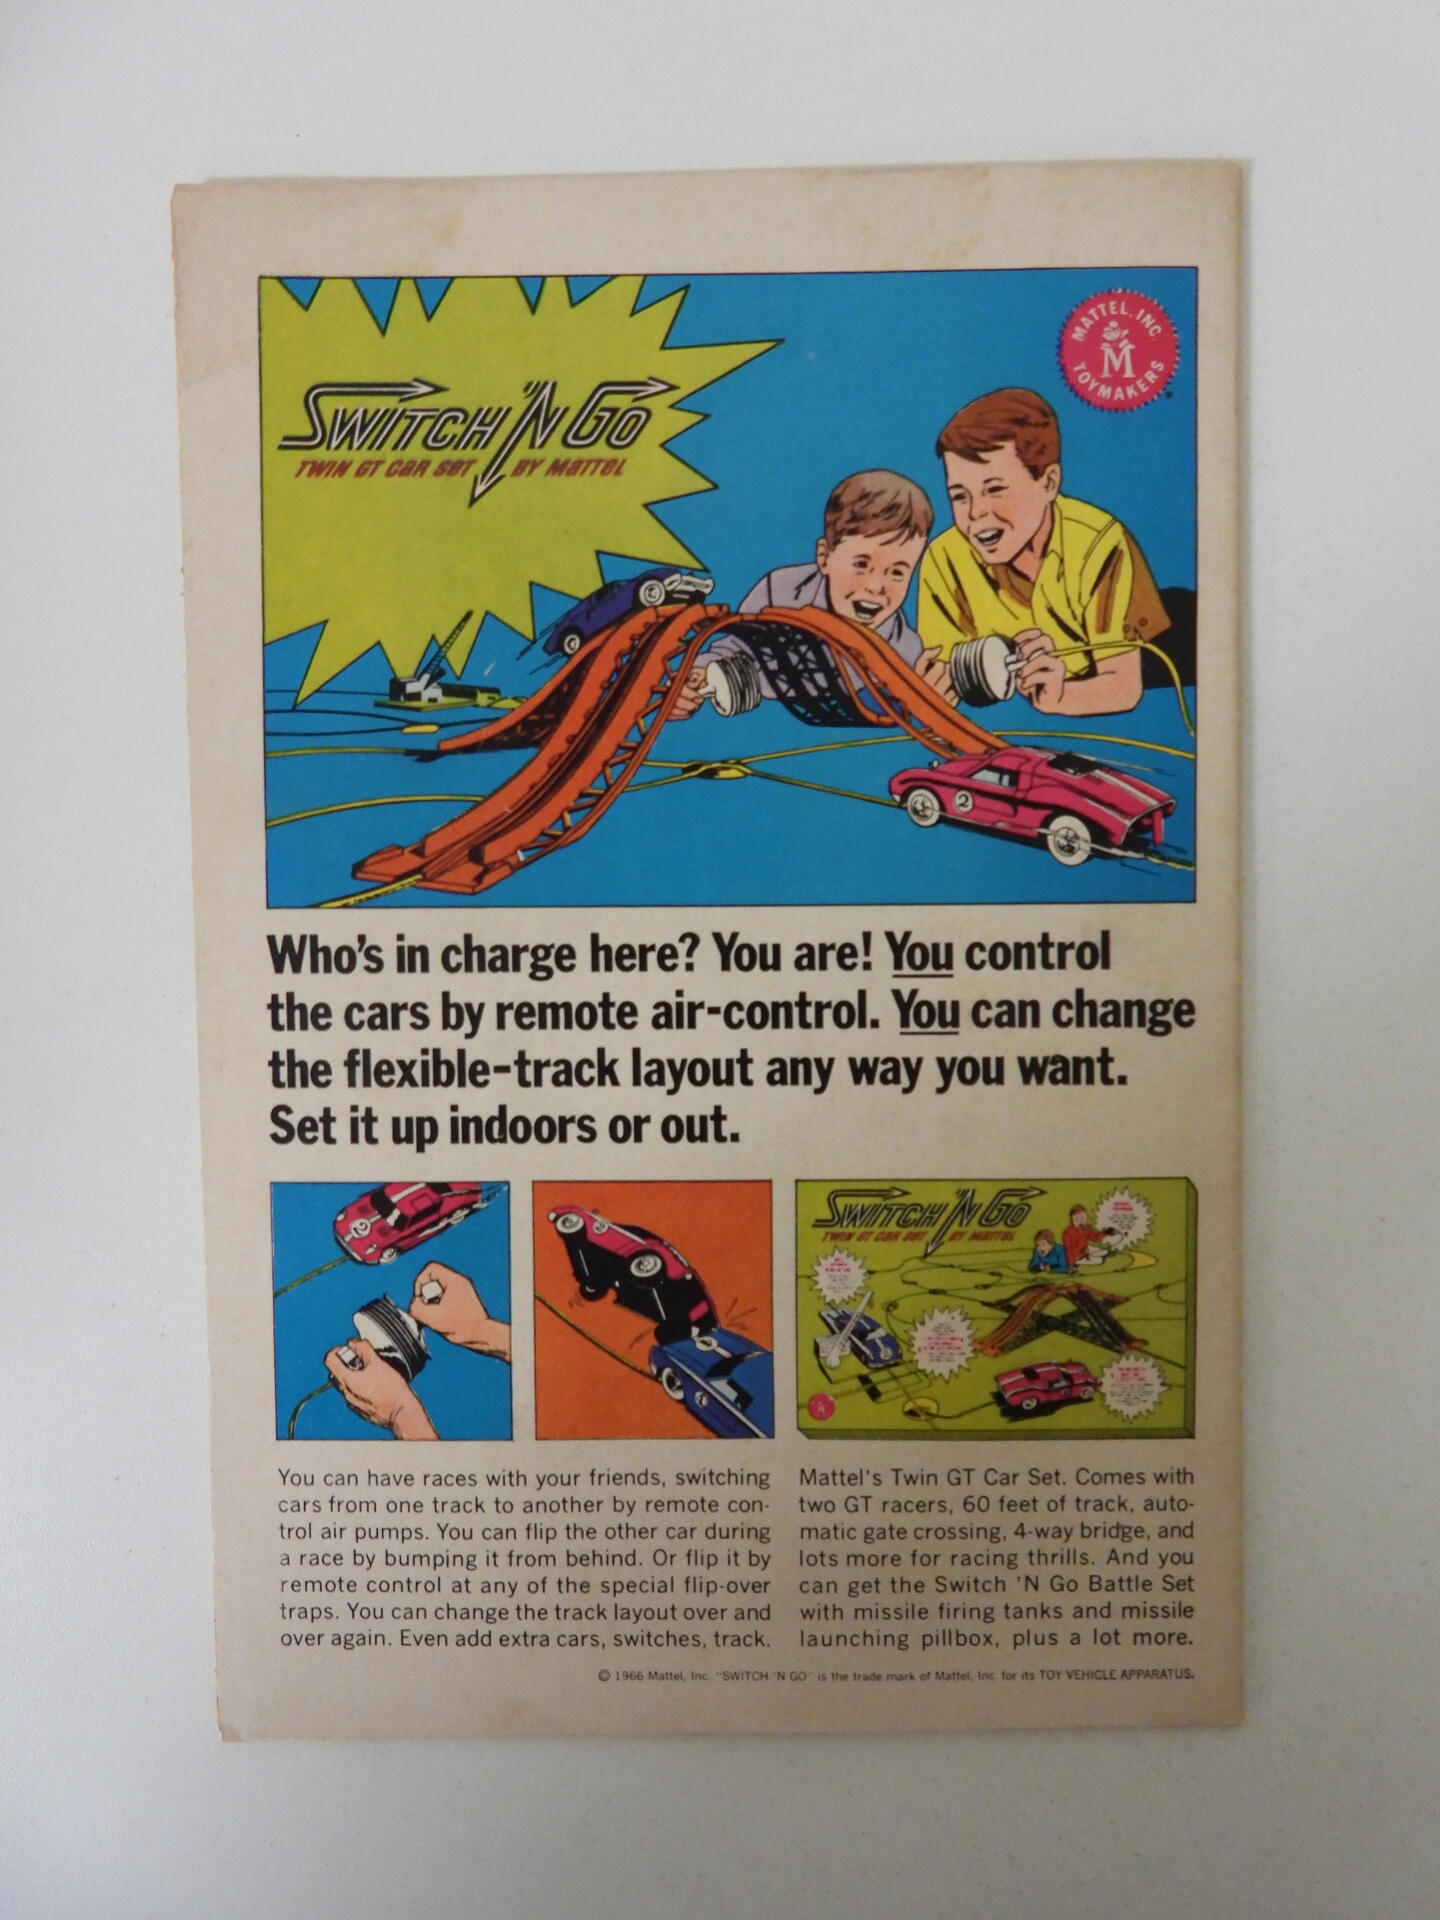 SWITCH 'N GO
TWIN GT CAR SET BY MATTEL
MATTEL, INC.
M
TOYMAKERS
2
Who's in charge here? You are! You control
the cars by remote air-control. You can change
the flexible-track layout any way you want.
Set it up indoors or out.
2
SWITCH 'N GO
TWIN GT CAR SET BY MATTEL
You can have races with your friends, switching
cars from one track to another by remote con-
trol air pumps. You can flip the other car during
a race by bumping it from behind. Or flip it by
remote control at any of the special flip-over
traps. You can change the track layout over and
over again. Even add extra cars, switches, track.
Mattel's Twin GT Car Set. Comes with
two GT racers, 60 feet of track, auto-
matic gate crossing, 4-way bridge, and
lots more for racing thrills. And you
can get the Switch 'N Go Battle Set
with missile firing tanks and missile
launching pillbox, plus a lot more.
© 1966 Mattel, Inc. "SWITCH 'N GO" is the trade mark of Mattel, Inc. for its TOY VEHICLE APPARATUS.